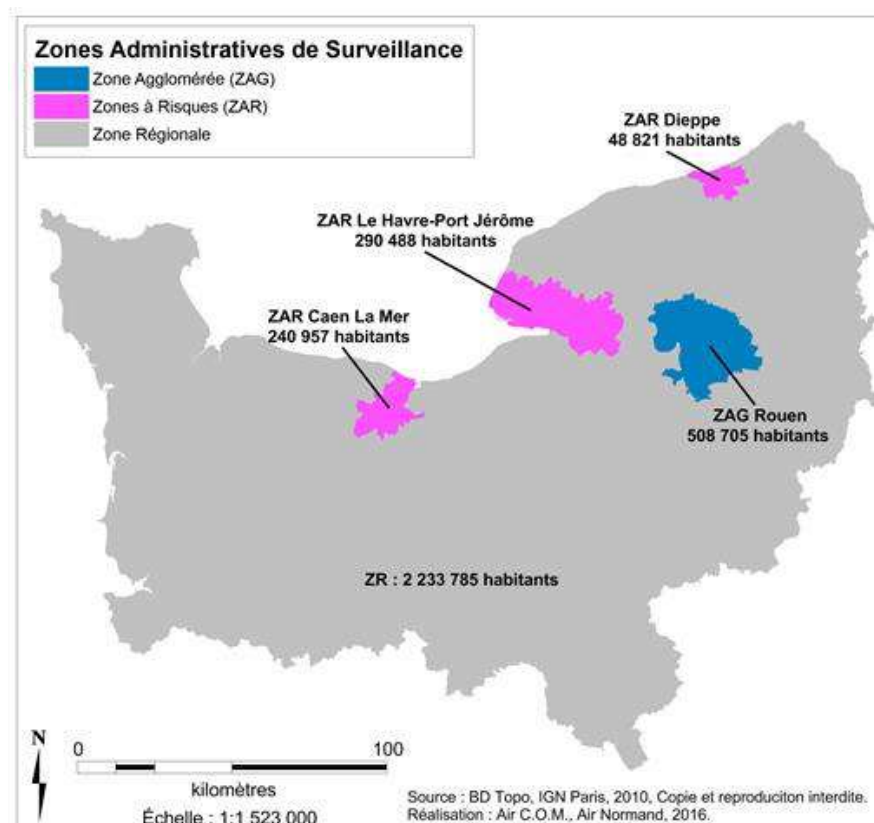 Zones Administratives de Surveillance
Zone Agglomérée (ZAG)
Zones à Risques (ZAR)
Zone Régionale
ZAR Dieppe
48 821 habitants
ZAR Le Havre-Port Jérôme
290 488 habitants
ZAR Caen La Mer
240 957 habitants
ZAG Rouen
508 705 habitants
ZR : 2 233 785 habitants
N
0 100
kilomètres
Échelle : 1:1 523 000
Source : BD Topo, IGN Paris, 2010, Copie et reproduciton interdite.
Réalisation : Air C.O.M., Air Normand, 2016.